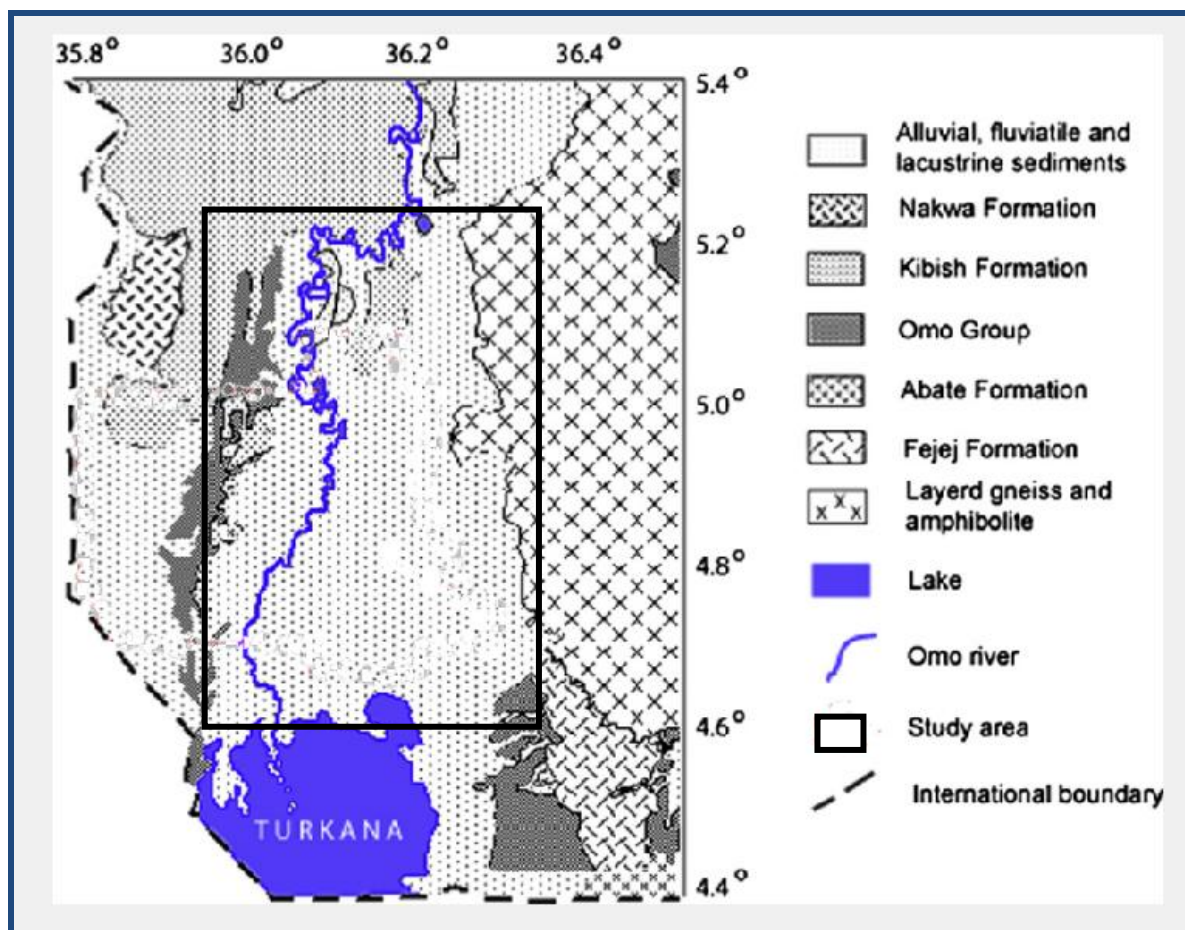 35.8° 36.0° 36.2° 36.4°
5.4°
5.2°
5.0°
4.8°
4.6°
4.4°
TURKANA
Alluvial, fluviatile and
lacustrine sediments
Nakwa Formation
Kibish Formation
Omo Group
Abate Formation
Fejej Formation
Layerd gneiss and
amphibolite
Lake
Omo river
Study area
International boundary